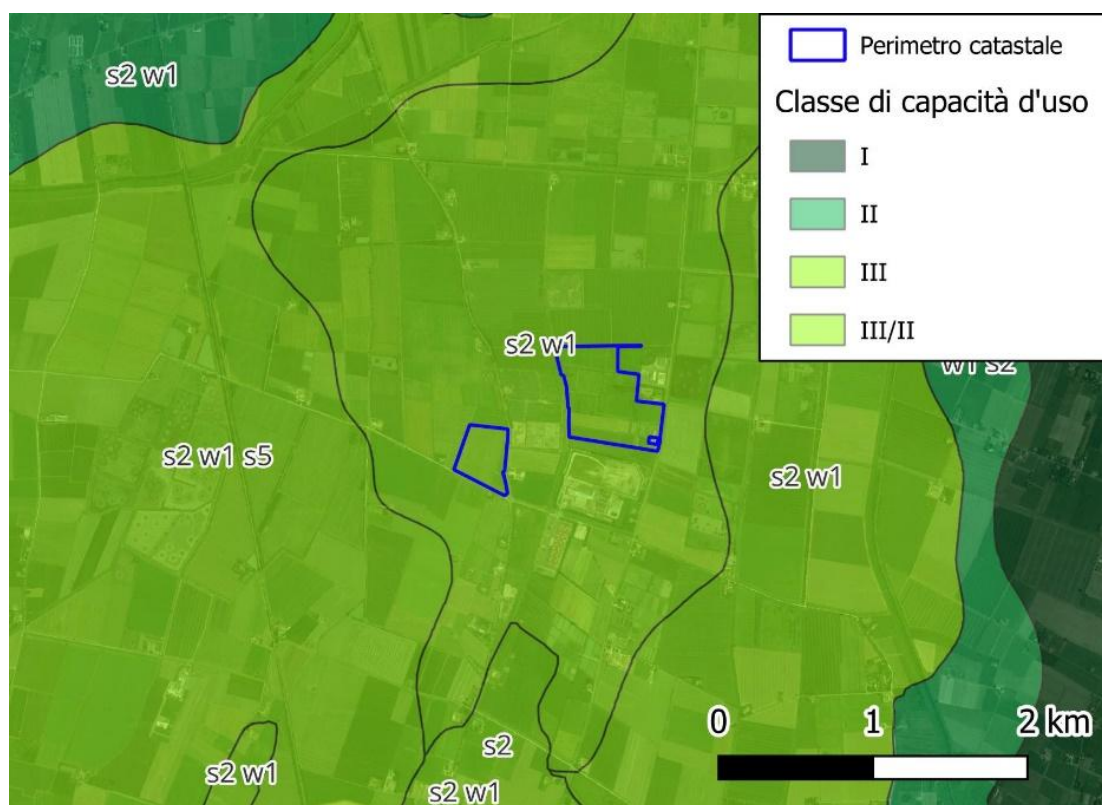 s2 w1
Perimetro catastale
Classe di capacità d'uso
I
II
III
III/II
s2 w1
w1 s2
s2 w1 s5
s2 w1
0 1 2 km
s2
s2 w1
s2 w1